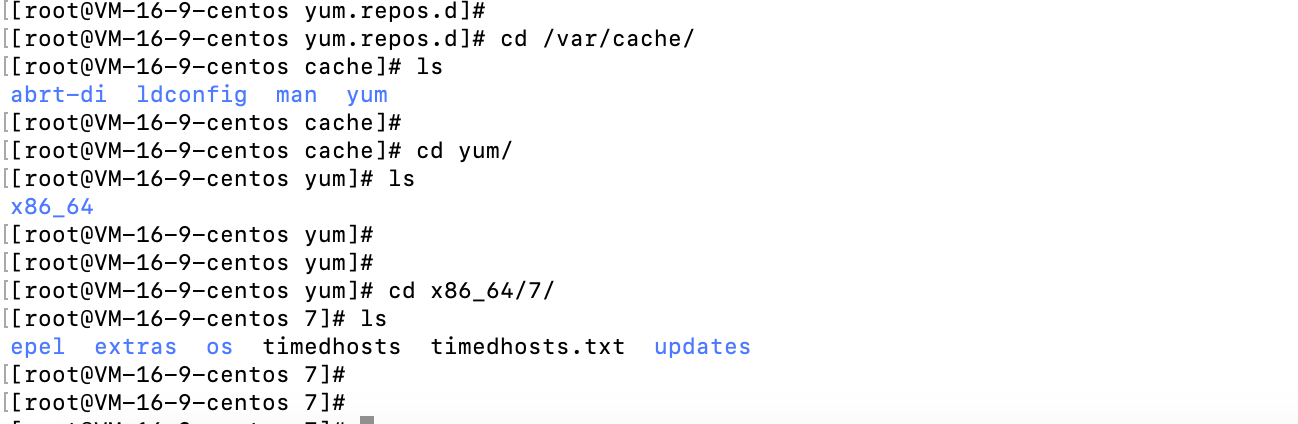 [[root@VM-16-9-centos yum.repos.d]#
[[root@VM-16-9-centos yum.repos.d]# cd /var/cache/
[[root@VM-16-9-centos cache]# ls
abrt-di  ldconfig  man  yum
[[root@VM-16-9-centos cache]#
[[root@VM-16-9-centos cache]# cd yum/
[[root@VM-16-9-centos yum]# ls
x86_64
[[root@VM-16-9-centos yum]#
[[root@VM-16-9-centos yum]#
[[root@VM-16-9-centos yum]# cd x86_64/7/
[[root@VM-16-9-centos 7]# ls
epel  extras  os  timedhosts  timedhosts.txt  updates
[[root@VM-16-9-centos 7]#
[[root@VM-16-9-centos 7]#